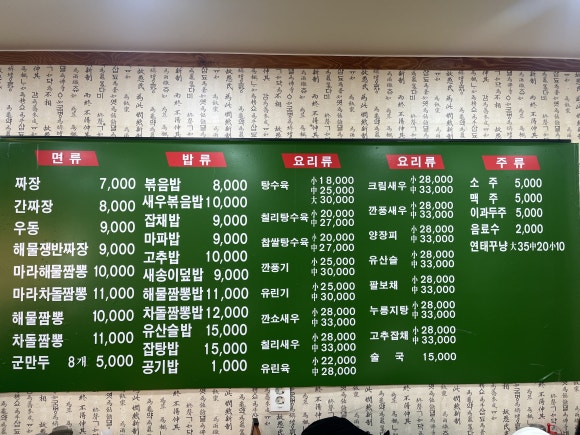 면류
짜장 7,000
간짜장 8,000
우동 9,000
해물쟁반짜장 9,000
마라해물짬뽕 10,000
마라차돌짬뽕 11,000
해물짬뽕 10,000
차돌짬뽕 11,000
군만두 8개 5,000
밥류
볶음밥 8,000
새우볶음밥 10,000
잡채밥 9,000
마파밥 9,000
고추밥 10,000
새송이덮밥 9,000
해물짬뽕밥 11,000
차돌짬뽕밥 12,000
유산슬밥 15,000
잡탕밥 15,000
공기밥 1,000
요리류
탕수육 小 18,000
中 25,000
大 30,000
칠리탕수육 小 20,000
中 27,000
찹쌀탕수육 小 20,000
中 27,000
깐풍기 小 25,000
中 30,000
유린기 小 25,000
中 30,000
깐쇼새우 小 28,000
中 33,000
칠리새우 小 28,000
中 33,000
유린육 小 22,000
中 28,000
요리류
크림새우 小 28,000
中 33,000
깐풍새우 小 28,000
中 33,000
양장피 小 28,000
中 33,000
유산슬 小 28,000
中 33,000
팔보채 小 28,000
中 33,000
누룽지탕 小 28,000
中 33,000
고추잡채 小 28,000
中 33,000
술국 15,000
주류
소주 5,000
맥주 5,000
이과두주 5,000
음료수 2,000
연태꾸냥 大35中20小10